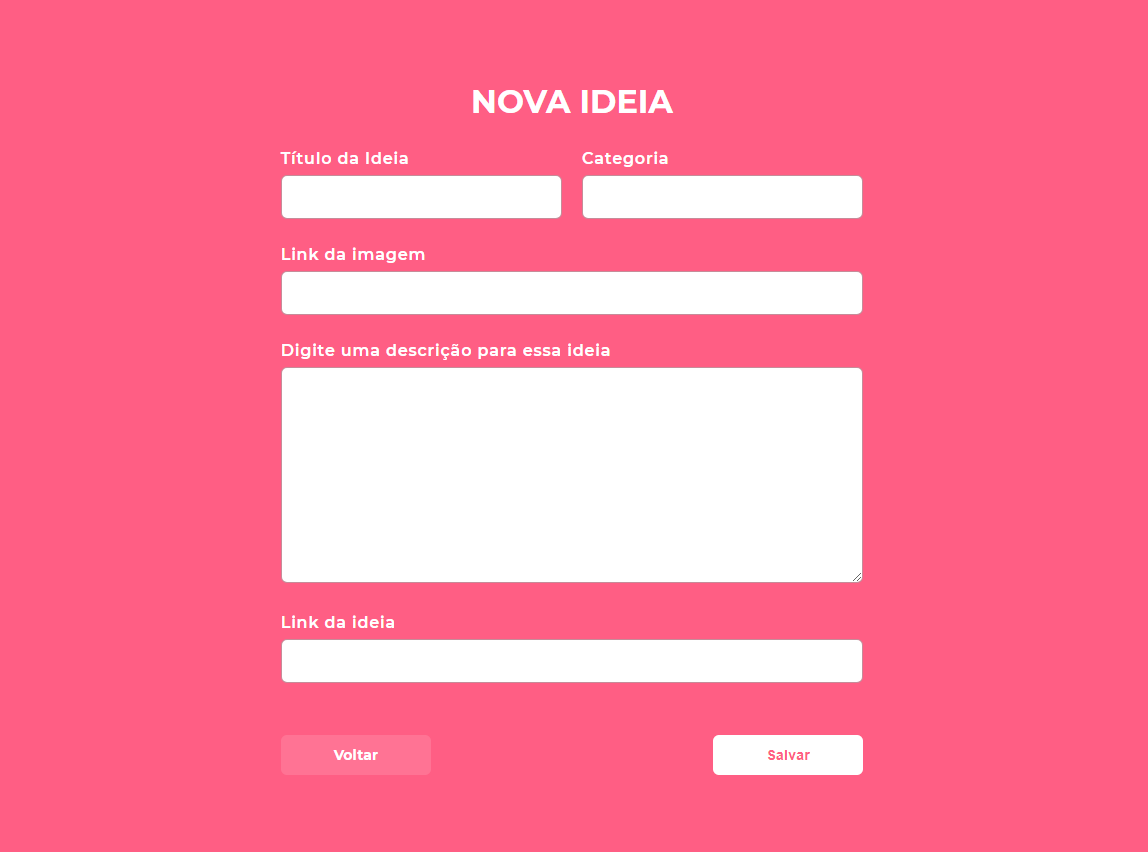 NOVA IDEIA
Título da Ideia
Categoria
Link da imagem
Digite uma descrição para essa ideia
Link da ideia
Voltar
Salvar